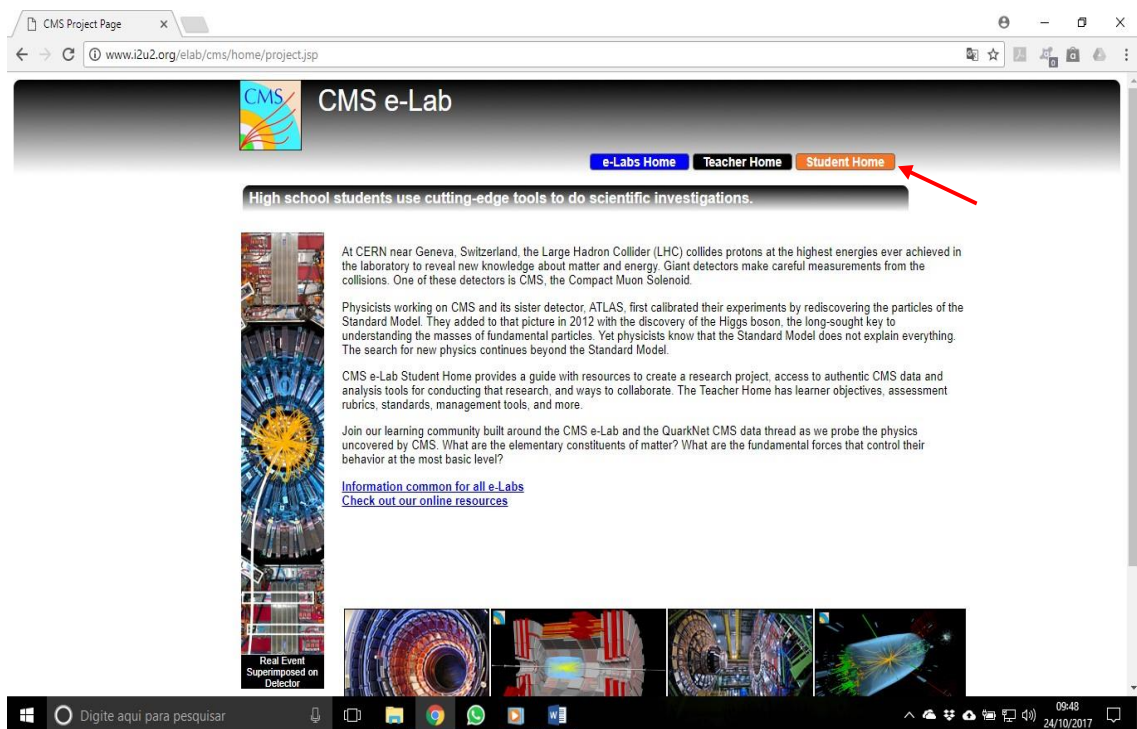 CMS Project Page
www.i2u2.org/elab/cms/home/project.jsp
CMS
CMS e-Lab
e-Labs Home
Teacher Home
Student Home
High school students use cutting-edge tools to do scientific investigations.
At CERN near Geneva, Switzerland, the Large Hadron Collider (LHC) collides protons at the highest energies ever achieved in
the laboratory to reveal new knowledge about matter and energy. Giant detectors make careful measurements from the
collisions. One of these detectors is CMS, the Compact Muon Solenoid.
Physicists working on CMS and its sister detector, ATLAS, first calibrated their experiments by rediscovering the particles of the
Standard Model. They added to that picture in 2012 with the discovery of the Higgs boson, the long-sought key to
understanding the masses of fundamental particles. Yet physicists know that the Standard Model does not explain everything.
The search for new physics continues beyond the Standard Model.
CMS e-Lab Student Home provides a guide with resources to create a research project, access to authentic CMS data and
analysis tools for conducting that research, and ways to collaborate. The Teacher Home has learner objectives, assessment
rubrics, standards, management tools, and more.
Join our learning community built around the CMS e-Lab and the QuarkNet CMS data thread as we probe the physics
uncovered by CMS. What are the elementary constituents of matter? What are the fundamental forces that control their
behavior at the most basic level?
Information common for all e-Labs
Check out our online resources
Real Event
Superimposed on
Detector
Digite aqui para pesquisar
09:48
24/10/2017